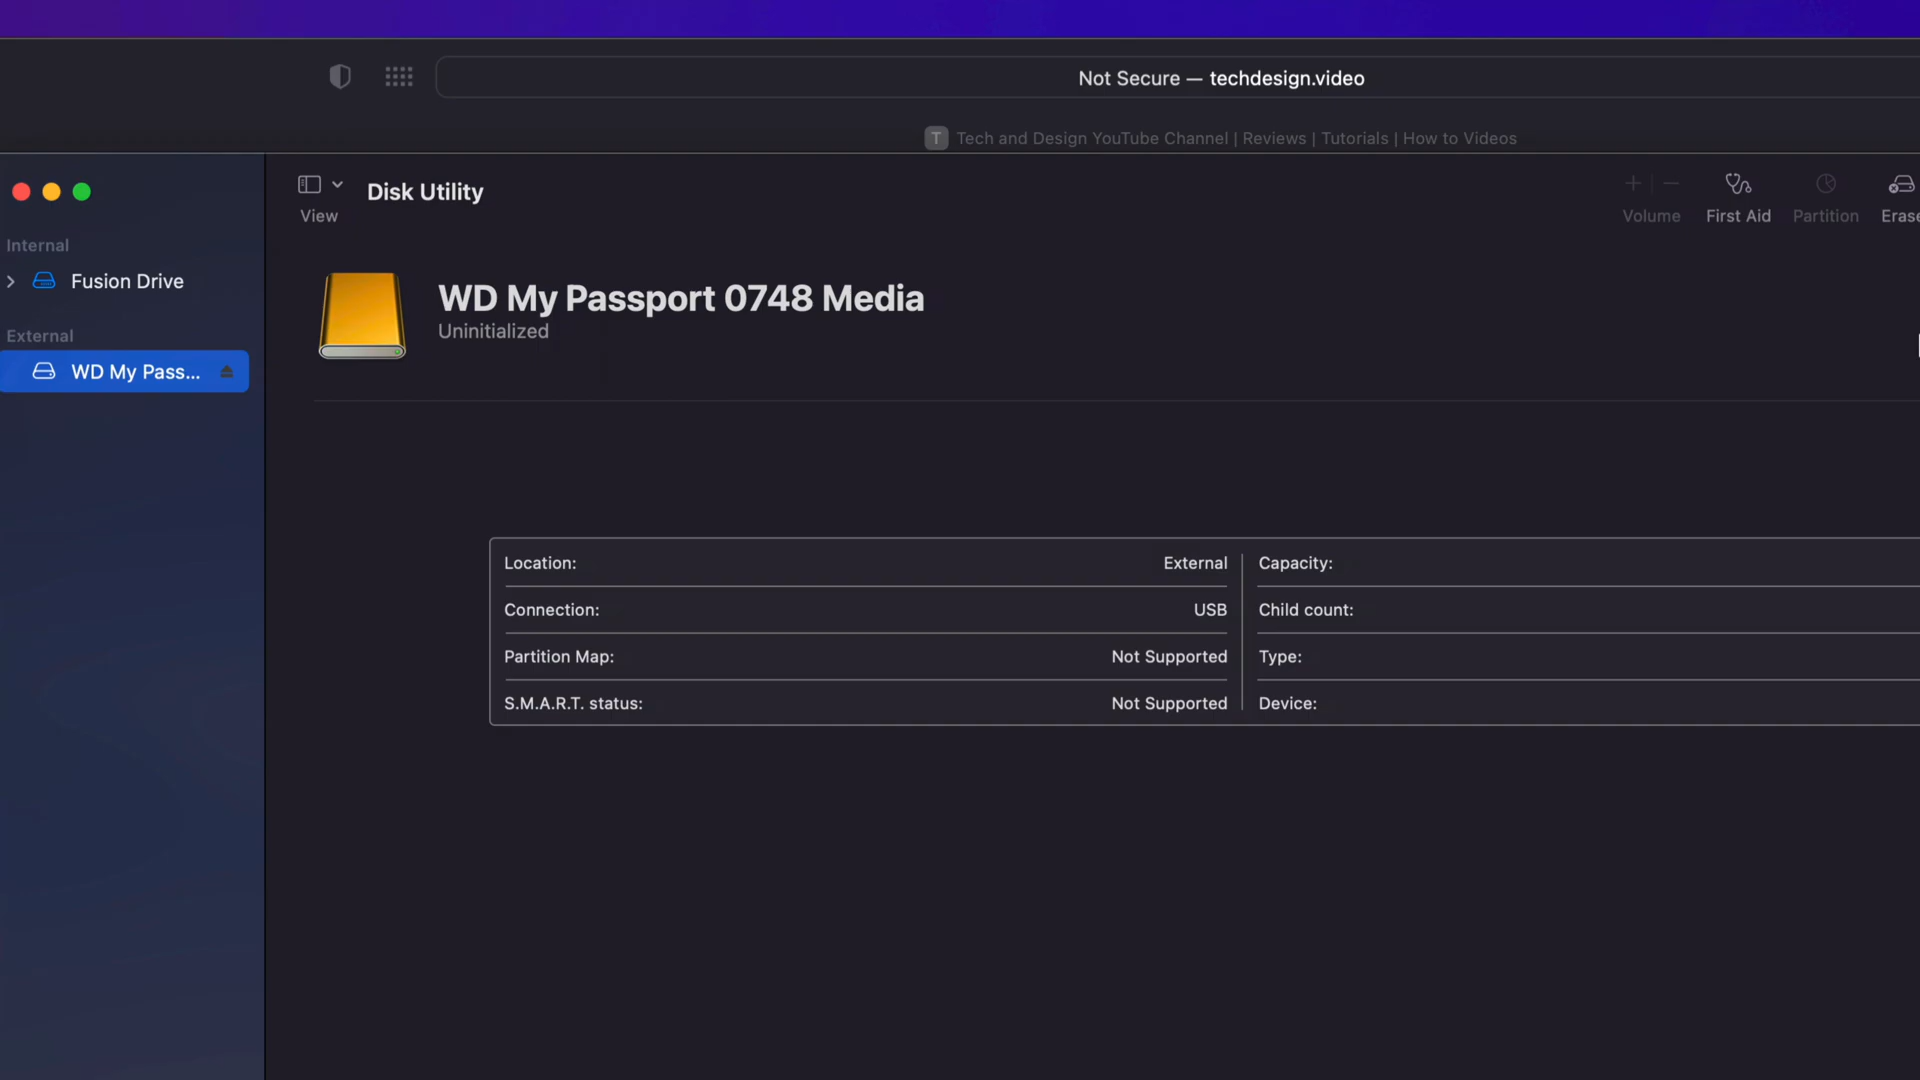 Not Secure — techdesign.video
T Tech and Design YouTube Channel | Reviews | Tutorials | How to Videos
Disk Utility
View
Volume
First Aid
Partition
Erase
Internal
Fusion Drive
External
WD My Pass...
WD My Passport 0748 Media
Uninitialized
Location: External
Capacity:
Connection: USB
Child count:
Partition Map: Not Supported
Type:
S.M.A.R.T. status: Not Supported
Device: